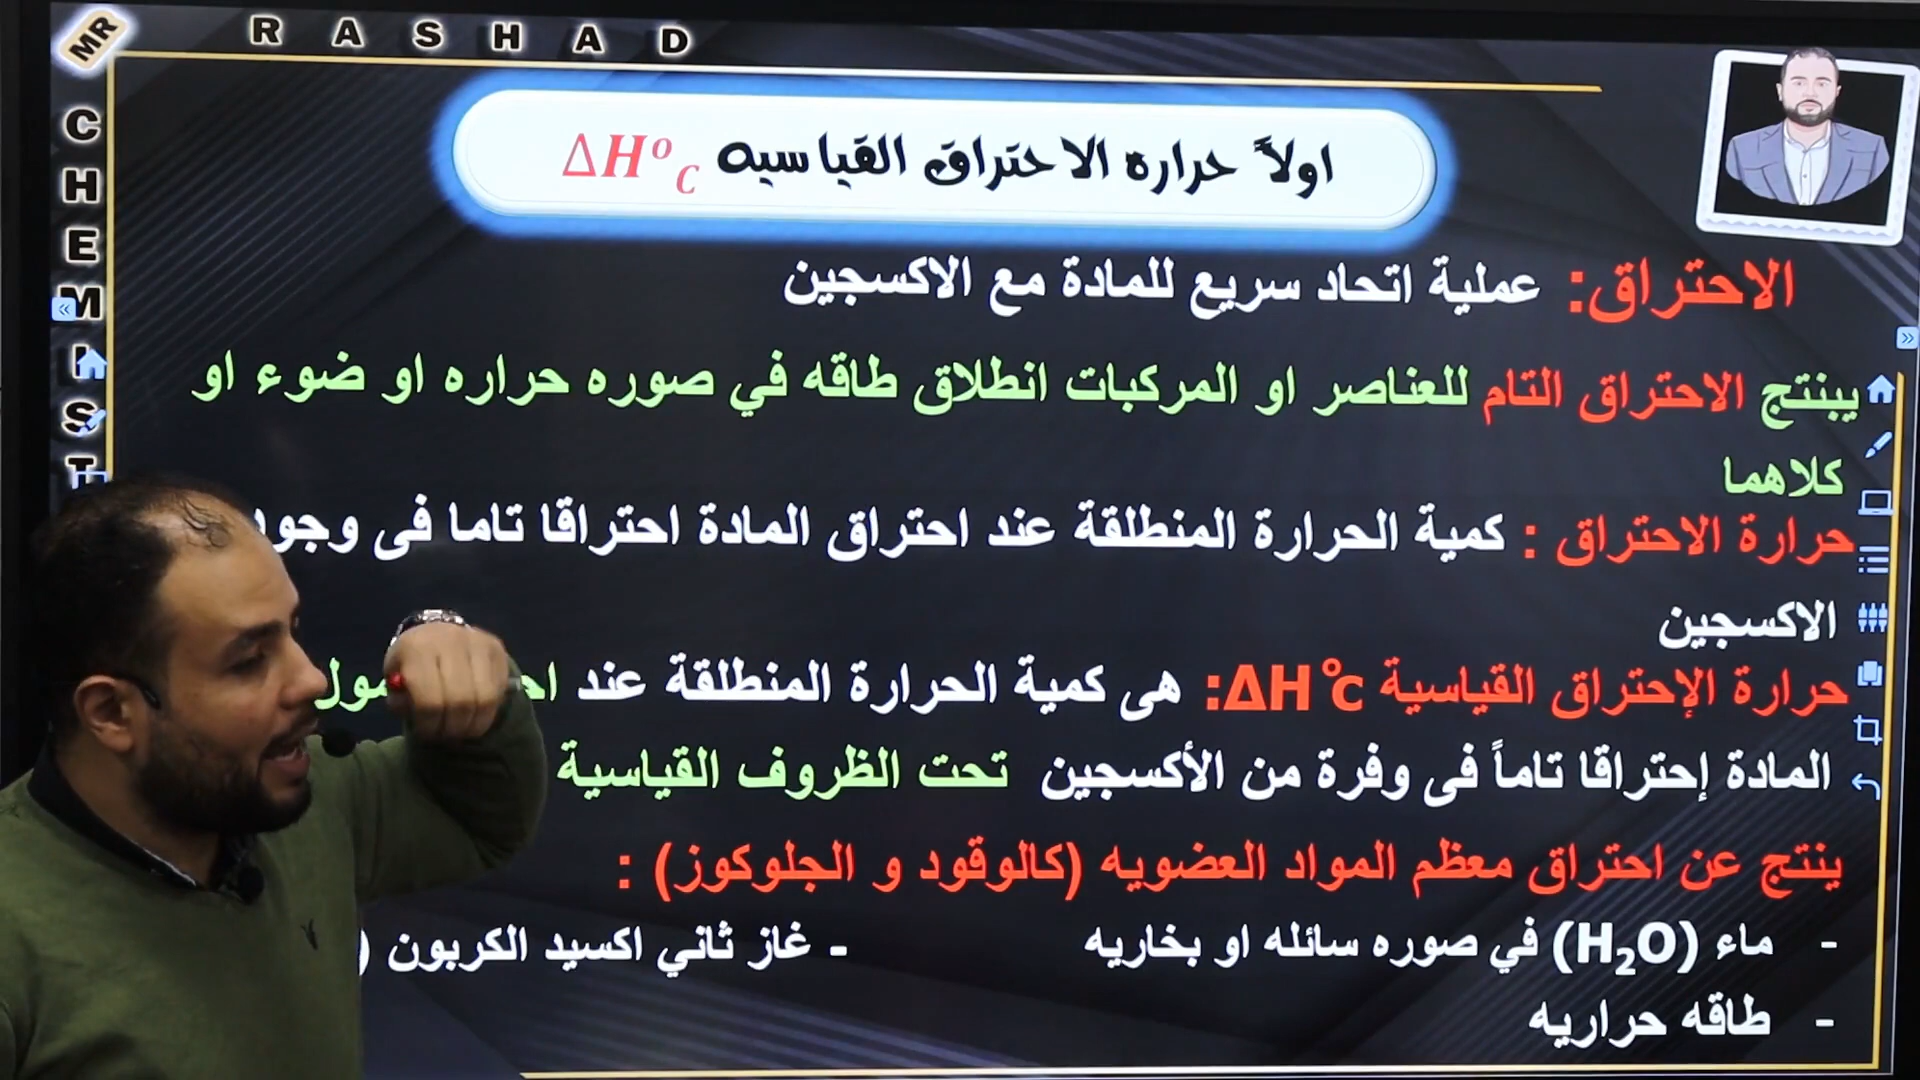 MR RASHAD
CHEMIST
اولاً حراره الاحتراق القياسيه ΔH°C
الاحتراق: عملية اتحاد سريع للمادة مع الاكسجين
يبنتج الاحتراق التام للعناصر او المركبات انطلاق طاقه في صوره حراره او ضوء او
كلاهما
حرارة الاحتراق : كمية الحرارة المنطلقة عند احتراق المادة احتراقا تاما فى
الاكسجين
حرارة الإحتراق القياسية ΔH°c: هى كمية الحرارة المنطلقة عند مول
المادة إحتراقا تاماً فى وفرة من الأكسجين تحت الظروف القياسية
ينتج عن احتراق معظم المواد العضويه (كالوقود و الجلوكوز) :
- ماء (H₂O) في صوره سائله او بخاريه - غاز ثاني اكسيد الكربون (
- طاقه حراريه